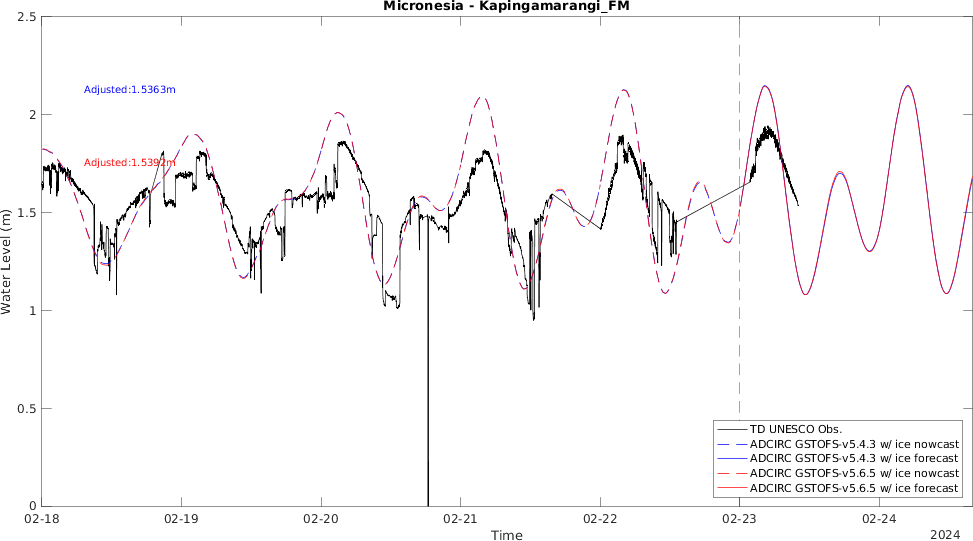 Micronesia - Kapingamarangi_FM
2.5
2
1.5
1
0.5
0
Water Level (m)
Adjusted:1.5363m
Adjusted:1.5392m
TD UNESCO Obs.
ADCIRC GSTOFS-v5.4.3 w/ ice nowcast
ADCIRC GSTOFS-v5.4.3 w/ ice forecast
ADCIRC GSTOFS-v5.6.5 w/ ice nowcast
ADCIRC GSTOFS-v5.6.5 w/ ice forecast
02-18 02-19 02-20 02-21 02-22 02-23 02-24
Time
2024